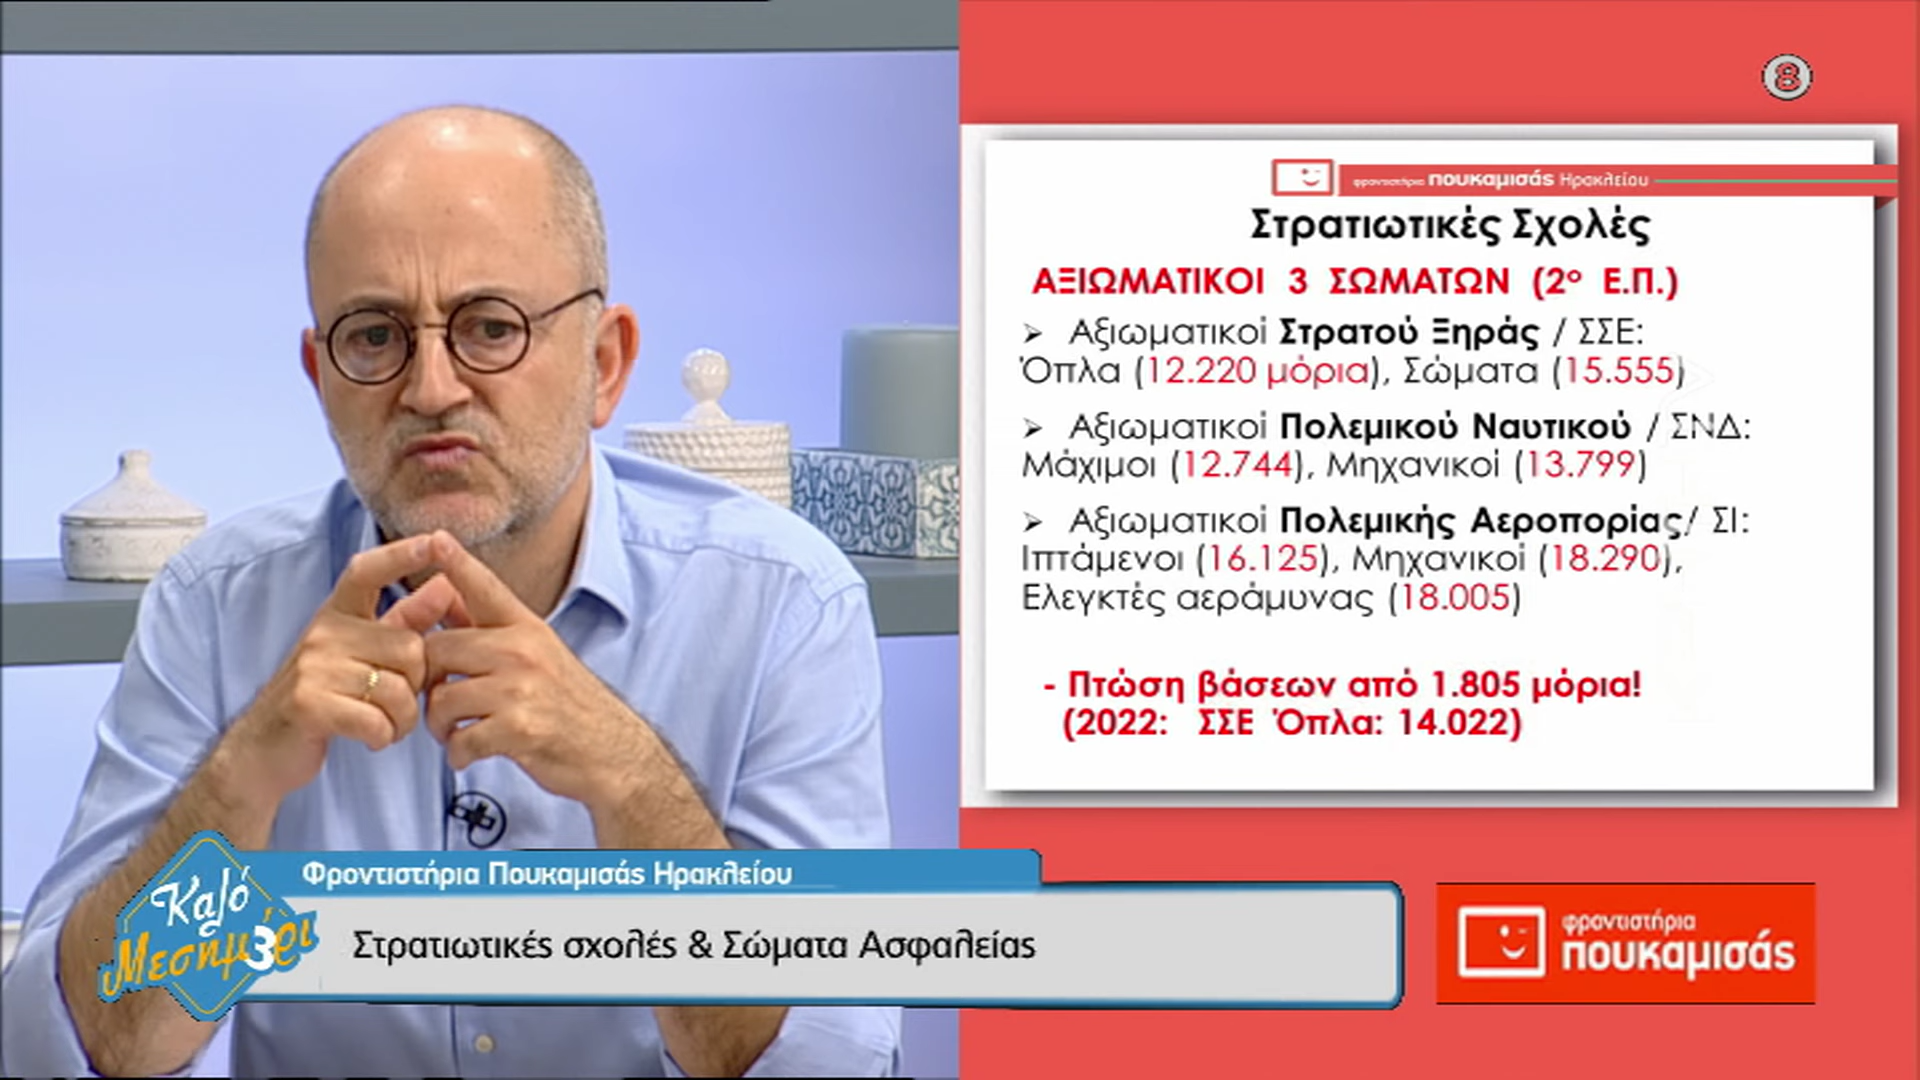 8
φροντιστήρια πουκαμισάς Ηρακλείου
Στρατιωτικές Σχολές
ΑΞΙΩΜΑΤΙΚΟΙ 3 ΣΩΜΑΤΩΝ (2ο Ε.Π.)
➢ Αξιωματικοί Στρατού Ξηράς / ΣΣΕ:
Όπλα (12.220 μόρια), Σώματα (15.555)
➢ Αξιωματικοί Πολεμικού Ναυτικού / ΣΝΔ:
Μάχιμοι (12.744), Μηχανικοί (13.799)
➢ Αξιωματικοί Πολεμικής Αεροπορίας/ ΣΙ:
Ιπτάμενοι (16.125), Μηχανικοί (18.290),
Ελεγκτές αεράμυνας (18.005)
- Πτώση βάσεων από 1.805 μόρια!
(2022: ΣΣΕ Όπλα: 14.022)
Φροντιστήρια Πουκαμισάς Ηρακλείου
Καλό
Μεσημ3ρι
Στρατιωτικές σχολές & Σώματα Ασφαλείας
φροντιστήρια
πουκαμισάς